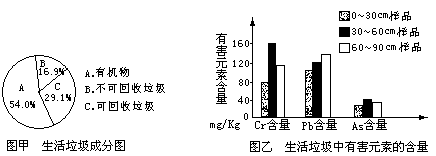 B
16.9%
A
C
54.0%
29.1%
A.有机物
B.不可回收垃圾
C.可回收垃圾
图甲 生活垃圾成分图
有害元素含量
mg/Kg
160
120
80
40
0~30cm样品
30~60cm样品
60~90cm样品
Cr含量 Pb含量 As含量
图乙 生活垃圾中有害元素的含量